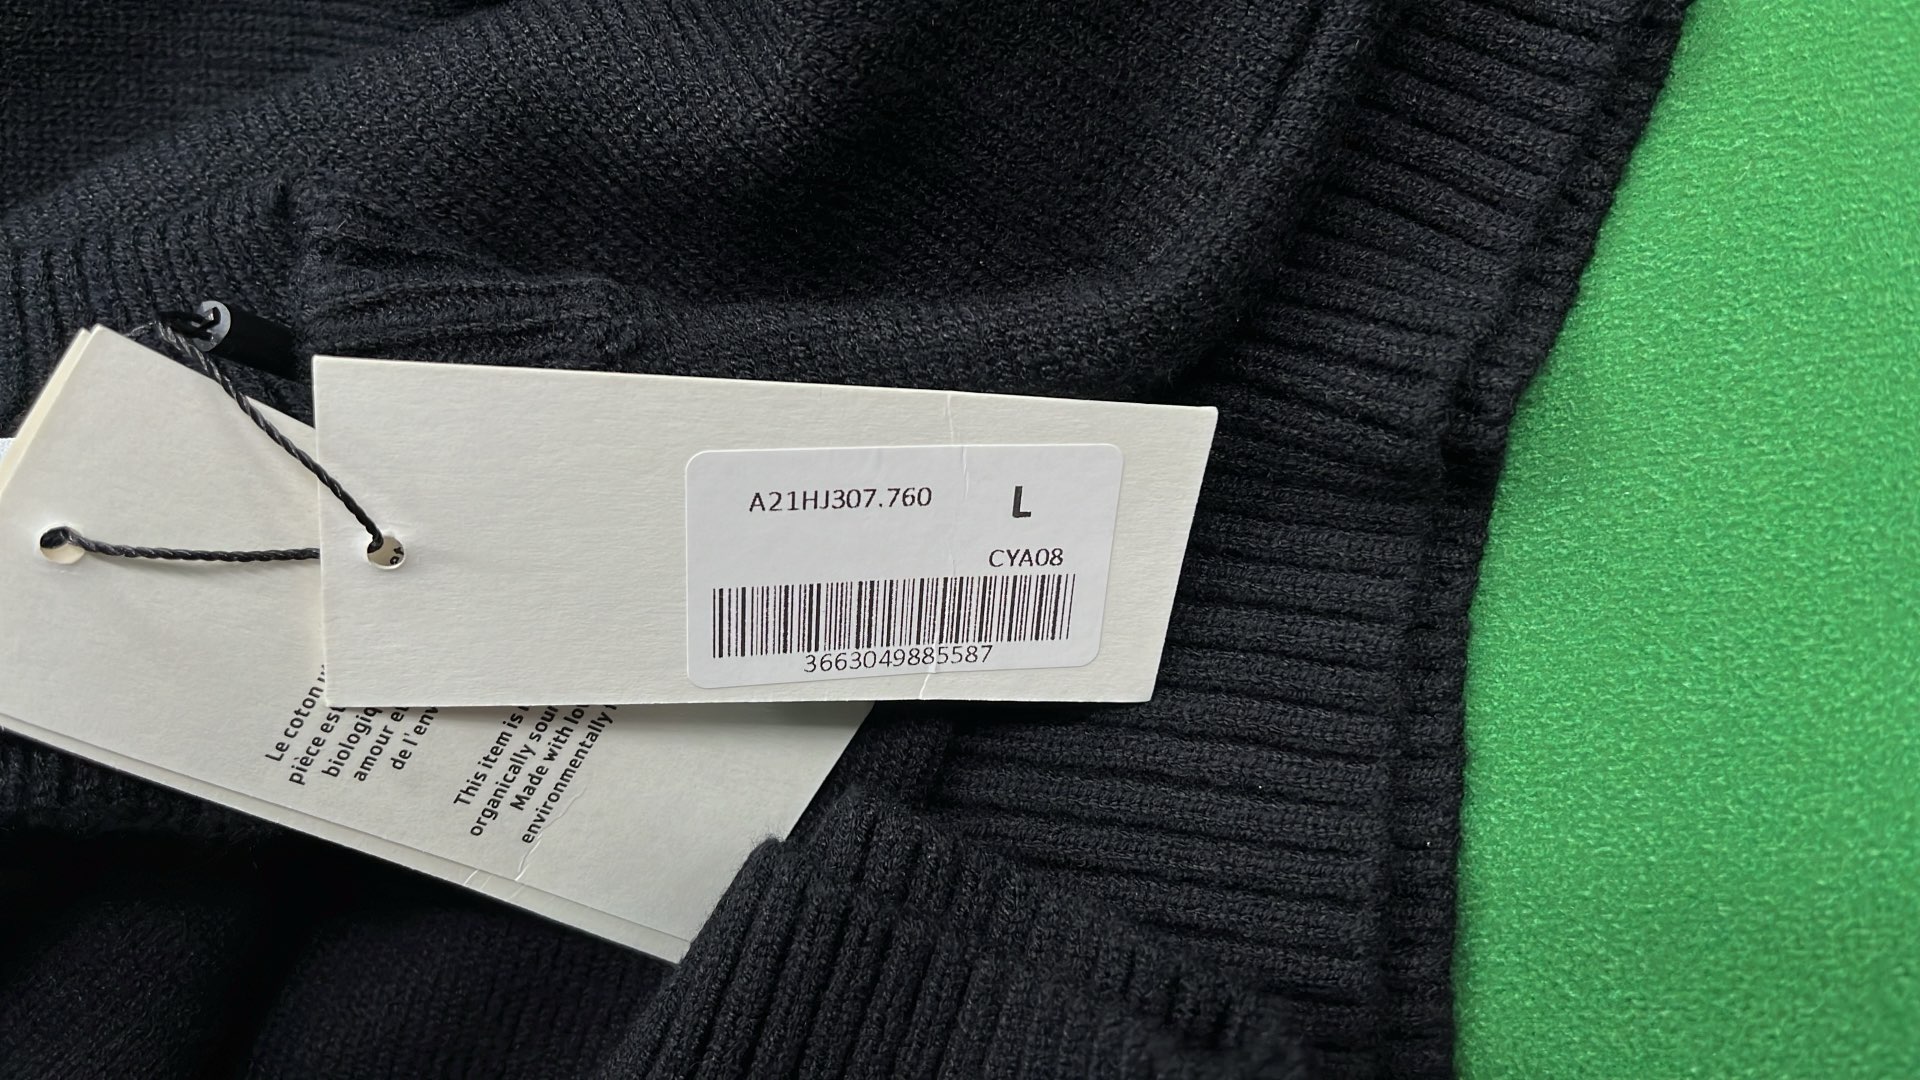 A21HJ307.760
L
CYA08
3663049885587
Le coton
pièce est
biologiq
amour et
de l'env
This item is
organically sour
Made with lo
environmentally